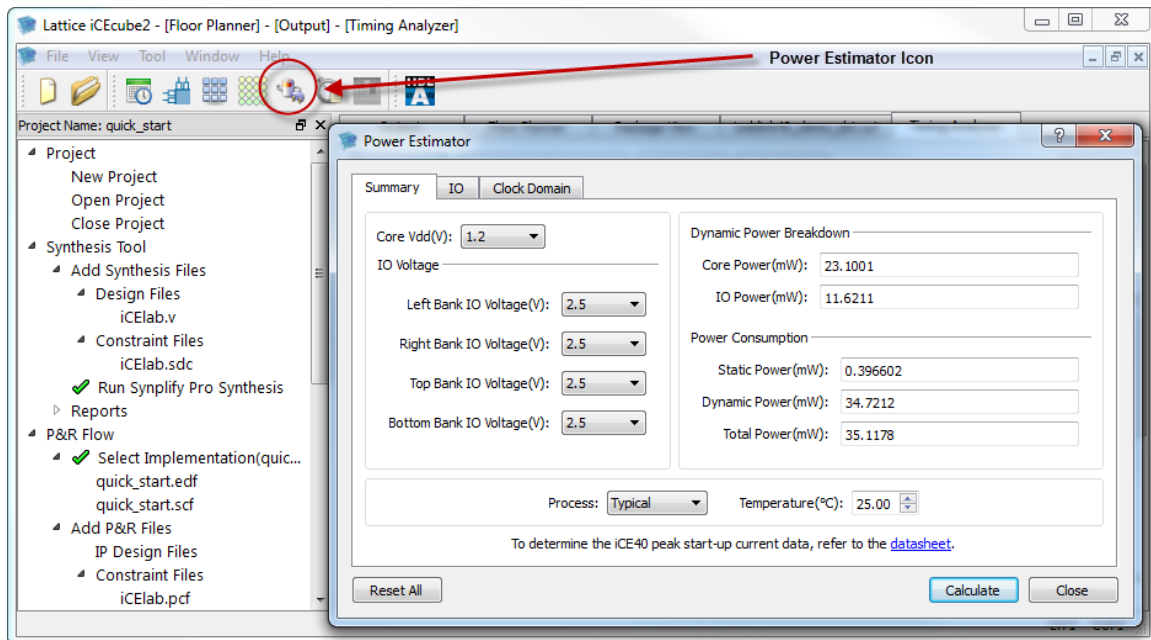 Lattice iCEcube2 - [Floor Planner] - [Output] - [Timing Analyzer]
File View Tool Window Help
Power Estimator Icon
Project Name: quick_start
Project
New Project
Open Project
Close Project
Synthesis Tool
Add Synthesis Files
Design Files
iCElab.v
Constraint Files
iCElab.sdc
Run Synplify Pro Synthesis
Reports
P&R Flow
Select Implementation(quic...
quick_start.edf
quick_start.scf
Add P&R Files
IP Design Files
Constraint Files
iCElab.pcf
Power Estimator
Summary IO Clock Domain
Core Vdd(V): 1.2
IO Voltage
Left Bank IO Voltage(V): 2.5
Right Bank IO Voltage(V): 2.5
Top Bank IO Voltage(V): 2.5
Bottom Bank IO Voltage(V): 2.5
Dynamic Power Breakdown
Core Power(mW): 23.1001
IO Power(mW): 11.6211
Power Consumption
Static Power(mW): 0.396602
Dynamic Power(mW): 34.7212
Total Power(mW): 35.1178
Process: Typical Temperature(ºC): 25.00
To determine the iCE40 peak start-up current data, refer to the datasheet.
Reset All Calculate Close